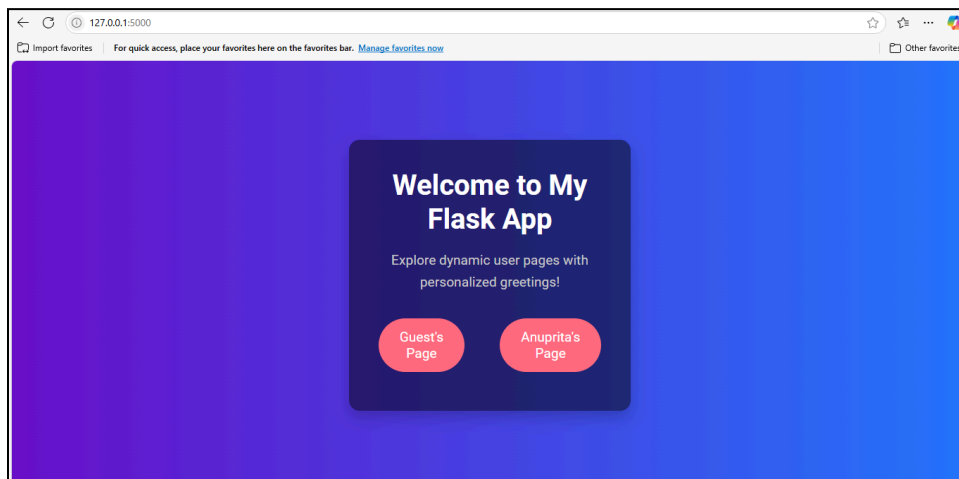 127.0.0.1:5000
Import favorites For quick access, place your favorites here on the favorites bar. Manage favorites now Other favorites
Welcome to My
Flask App
Explore dynamic user pages with
personalized greetings!
Guest's
Page
Anuprita's
Page